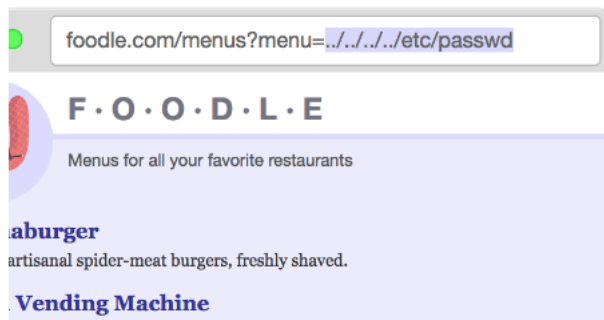 foodle.com/menus?menu=../../../../etc/passwd
F·O·O·D·L·E
Menus for all your favorite restaurants
aburger
artisanal spider-meat burgers, freshly shaved.
Vending Machine